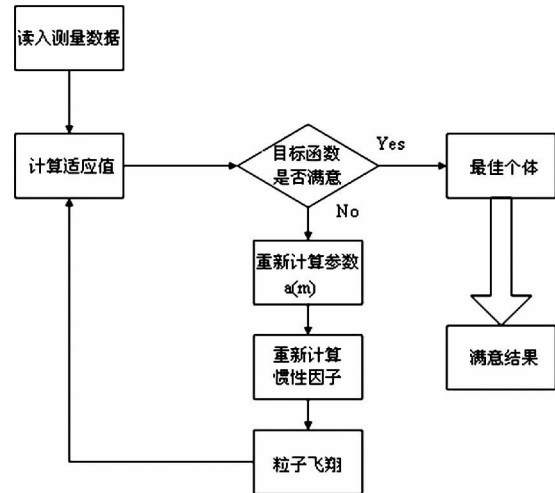 读入测量数据
计算适应值
目标函数
是否满意
Yes
最佳个体
No
重新计算参数
a(m)
重新计算
惯性因子
满意结果
粒子飞翔